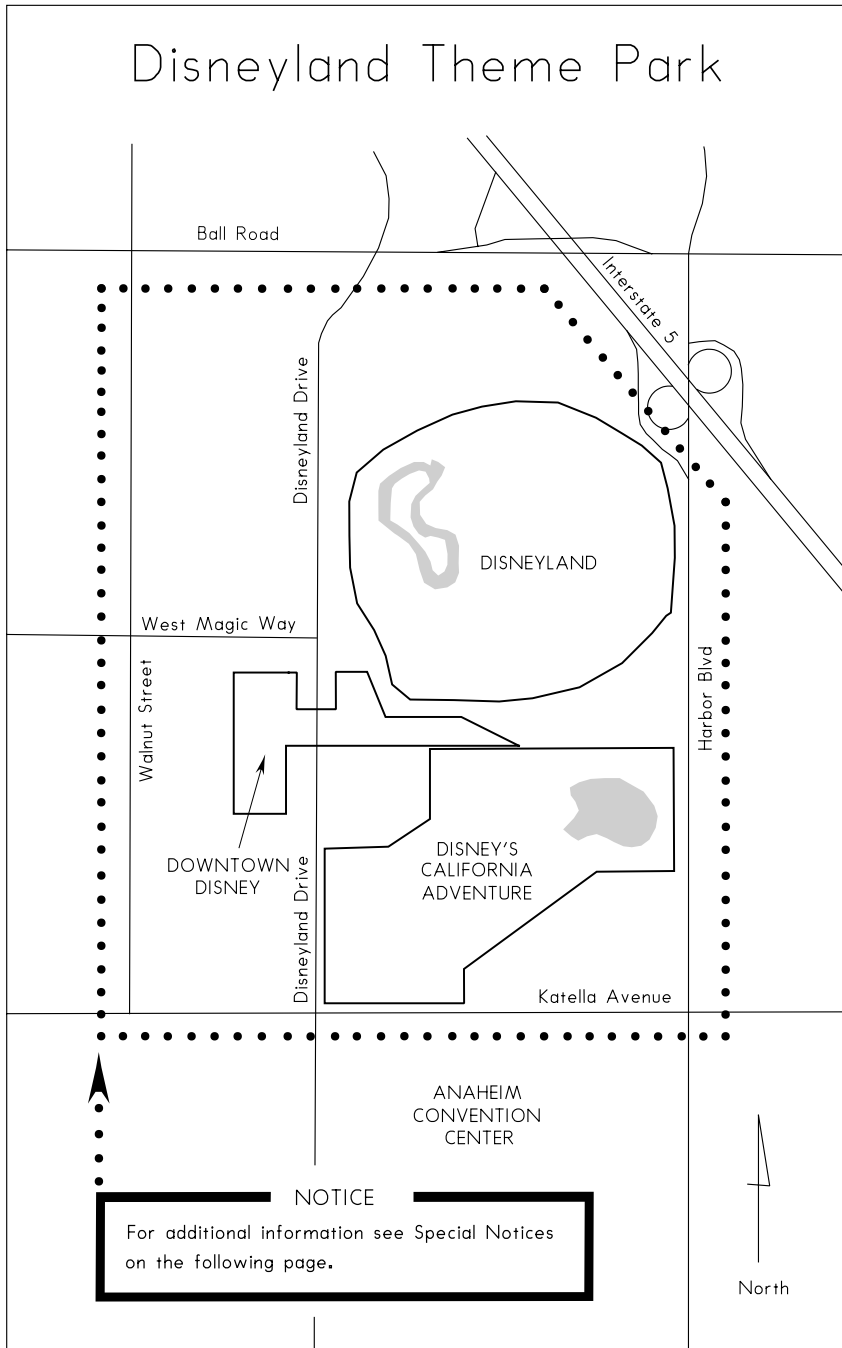 Disneyland Theme Park
Ball Road
Interstate 5
Disneyland Drive
DISNEYLAND
West Magic Way
Walnut Street
Harbor Blvd
DOWNTOWN
DISNEY
Disneyland Drive
DISNEY'S
CALIFORNIA
ADVENTURE
Katella Avenue
ANAHEIM
CONVENTION
CENTER
NOTICE
For additional information see Special Notices
on the following page.
North